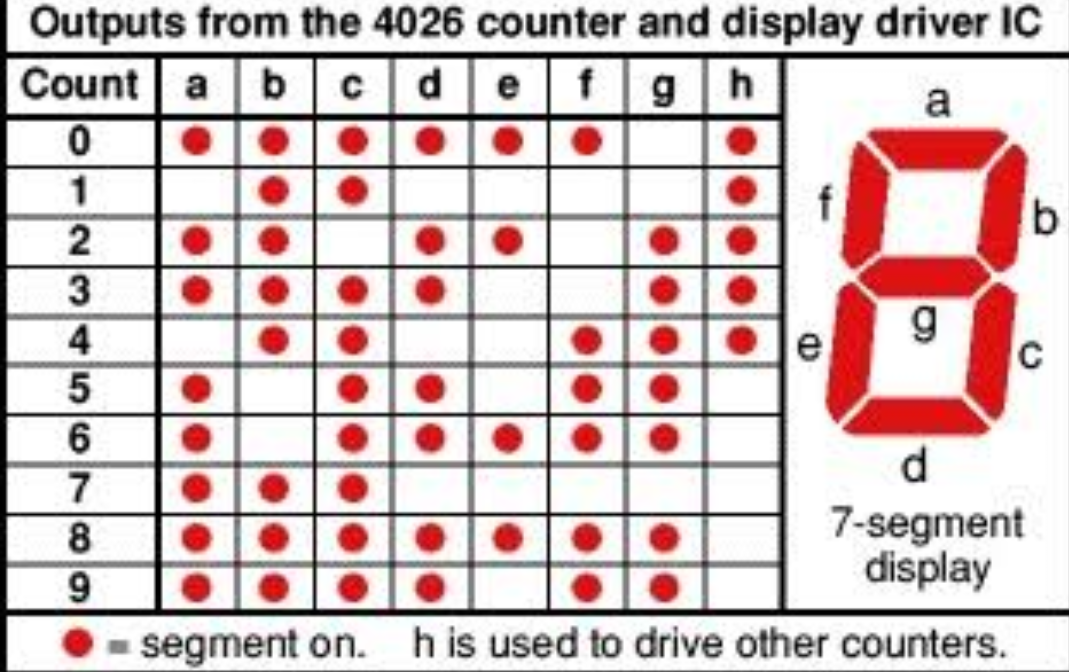 Outputs from the 4026 counter and display driver IC
Count a b c d e f g h
0
1
2
3
4
5
6
7
8
9
a
f
b
g
e
c
d
7-segment
display
= segment on. h is used to drive other counters.